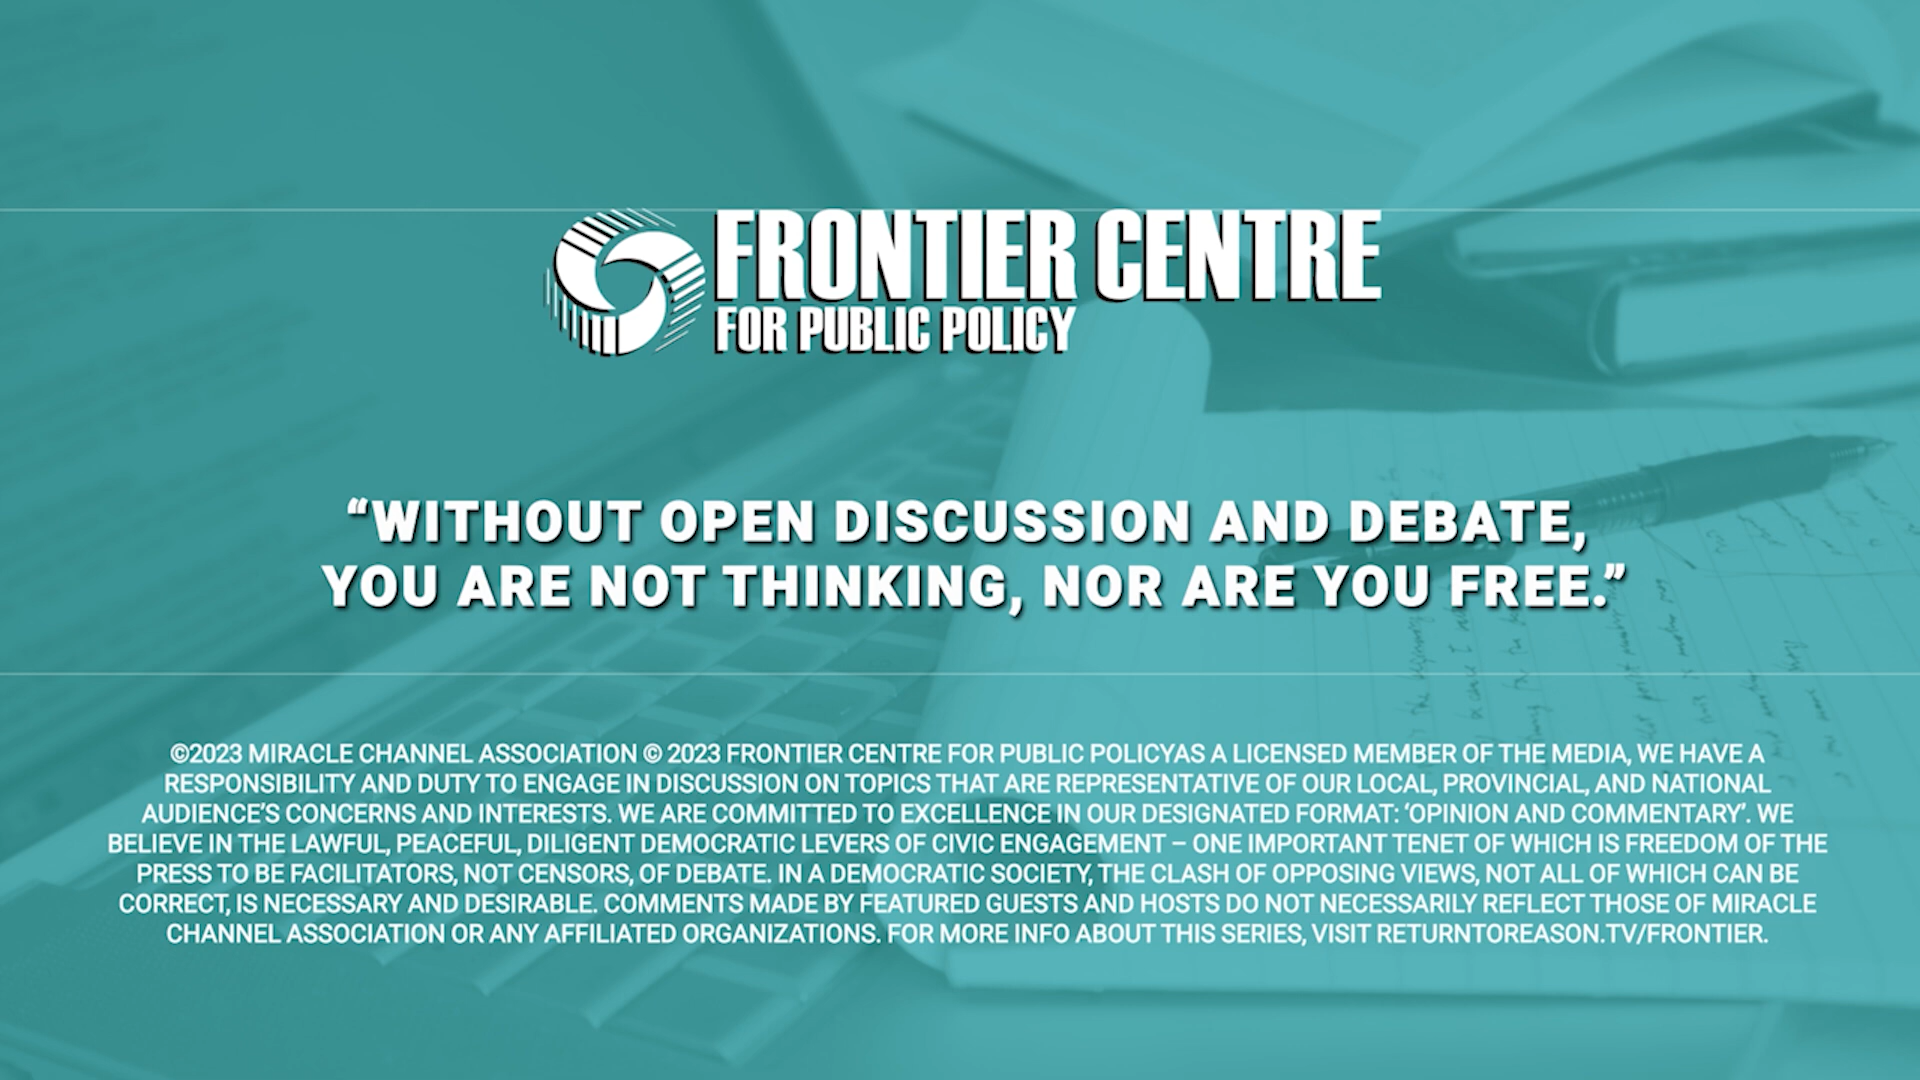 FRONTIER CENTRE
FOR PUBLIC POLICY
“WITHOUT OPEN DISCUSSION AND DEBATE,
YOU ARE NOT THINKING, NOR ARE YOU FREE.”
©2023 MIRACLE CHANNEL ASSOCIATION © 2023 FRONTIER CENTRE FOR PUBLIC POLICYAS A LICENSED MEMBER OF THE MEDIA, WE HAVE A
RESPONSIBILITY AND DUTY TO ENGAGE IN DISCUSSION ON TOPICS THAT ARE REPRESENTATIVE OF OUR LOCAL, PROVINCIAL, AND NATIONAL
AUDIENCE’S CONCERNS AND INTERESTS. WE ARE COMMITTED TO EXCELLENCE IN OUR DESIGNATED FORMAT: ‘OPINION AND COMMENTARY’. WE
BELIEVE IN THE LAWFUL, PEACEFUL, DILIGENT DEMOCRATIC LEVERS OF CIVIC ENGAGEMENT – ONE IMPORTANT TENET OF WHICH IS FREEDOM OF THE
PRESS TO BE FACILITATORS, NOT CENSORS, OF DEBATE. IN A DEMOCRATIC SOCIETY, THE CLASH OF OPPOSING VIEWS, NOT ALL OF WHICH CAN BE
CORRECT, IS NECESSARY AND DESIRABLE. COMMENTS MADE BY FEATURED GUESTS AND HOSTS DO NOT NECESSARILY REFLECT THOSE OF MIRACLE
CHANNEL ASSOCIATION OR ANY AFFILIATED ORGANIZATIONS. FOR MORE INFO ABOUT THIS SERIES, VISIT RETURNTOREASON.TV/FRONTIER.